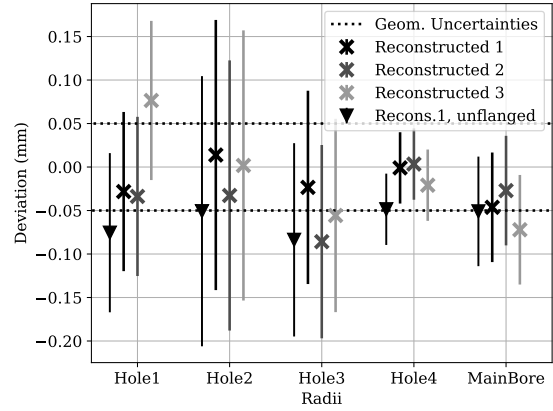 Geom. Uncertainties
Reconstructed 1
Reconstructed 2
Reconstructed 3
Recons.1, unflanged
0.15
0.10
0.05
0.00
−0.05
−0.10
−0.15
−0.20
Deviation (mm)
Hole1 Hole2 Hole3 Hole4 MainBore
Radii